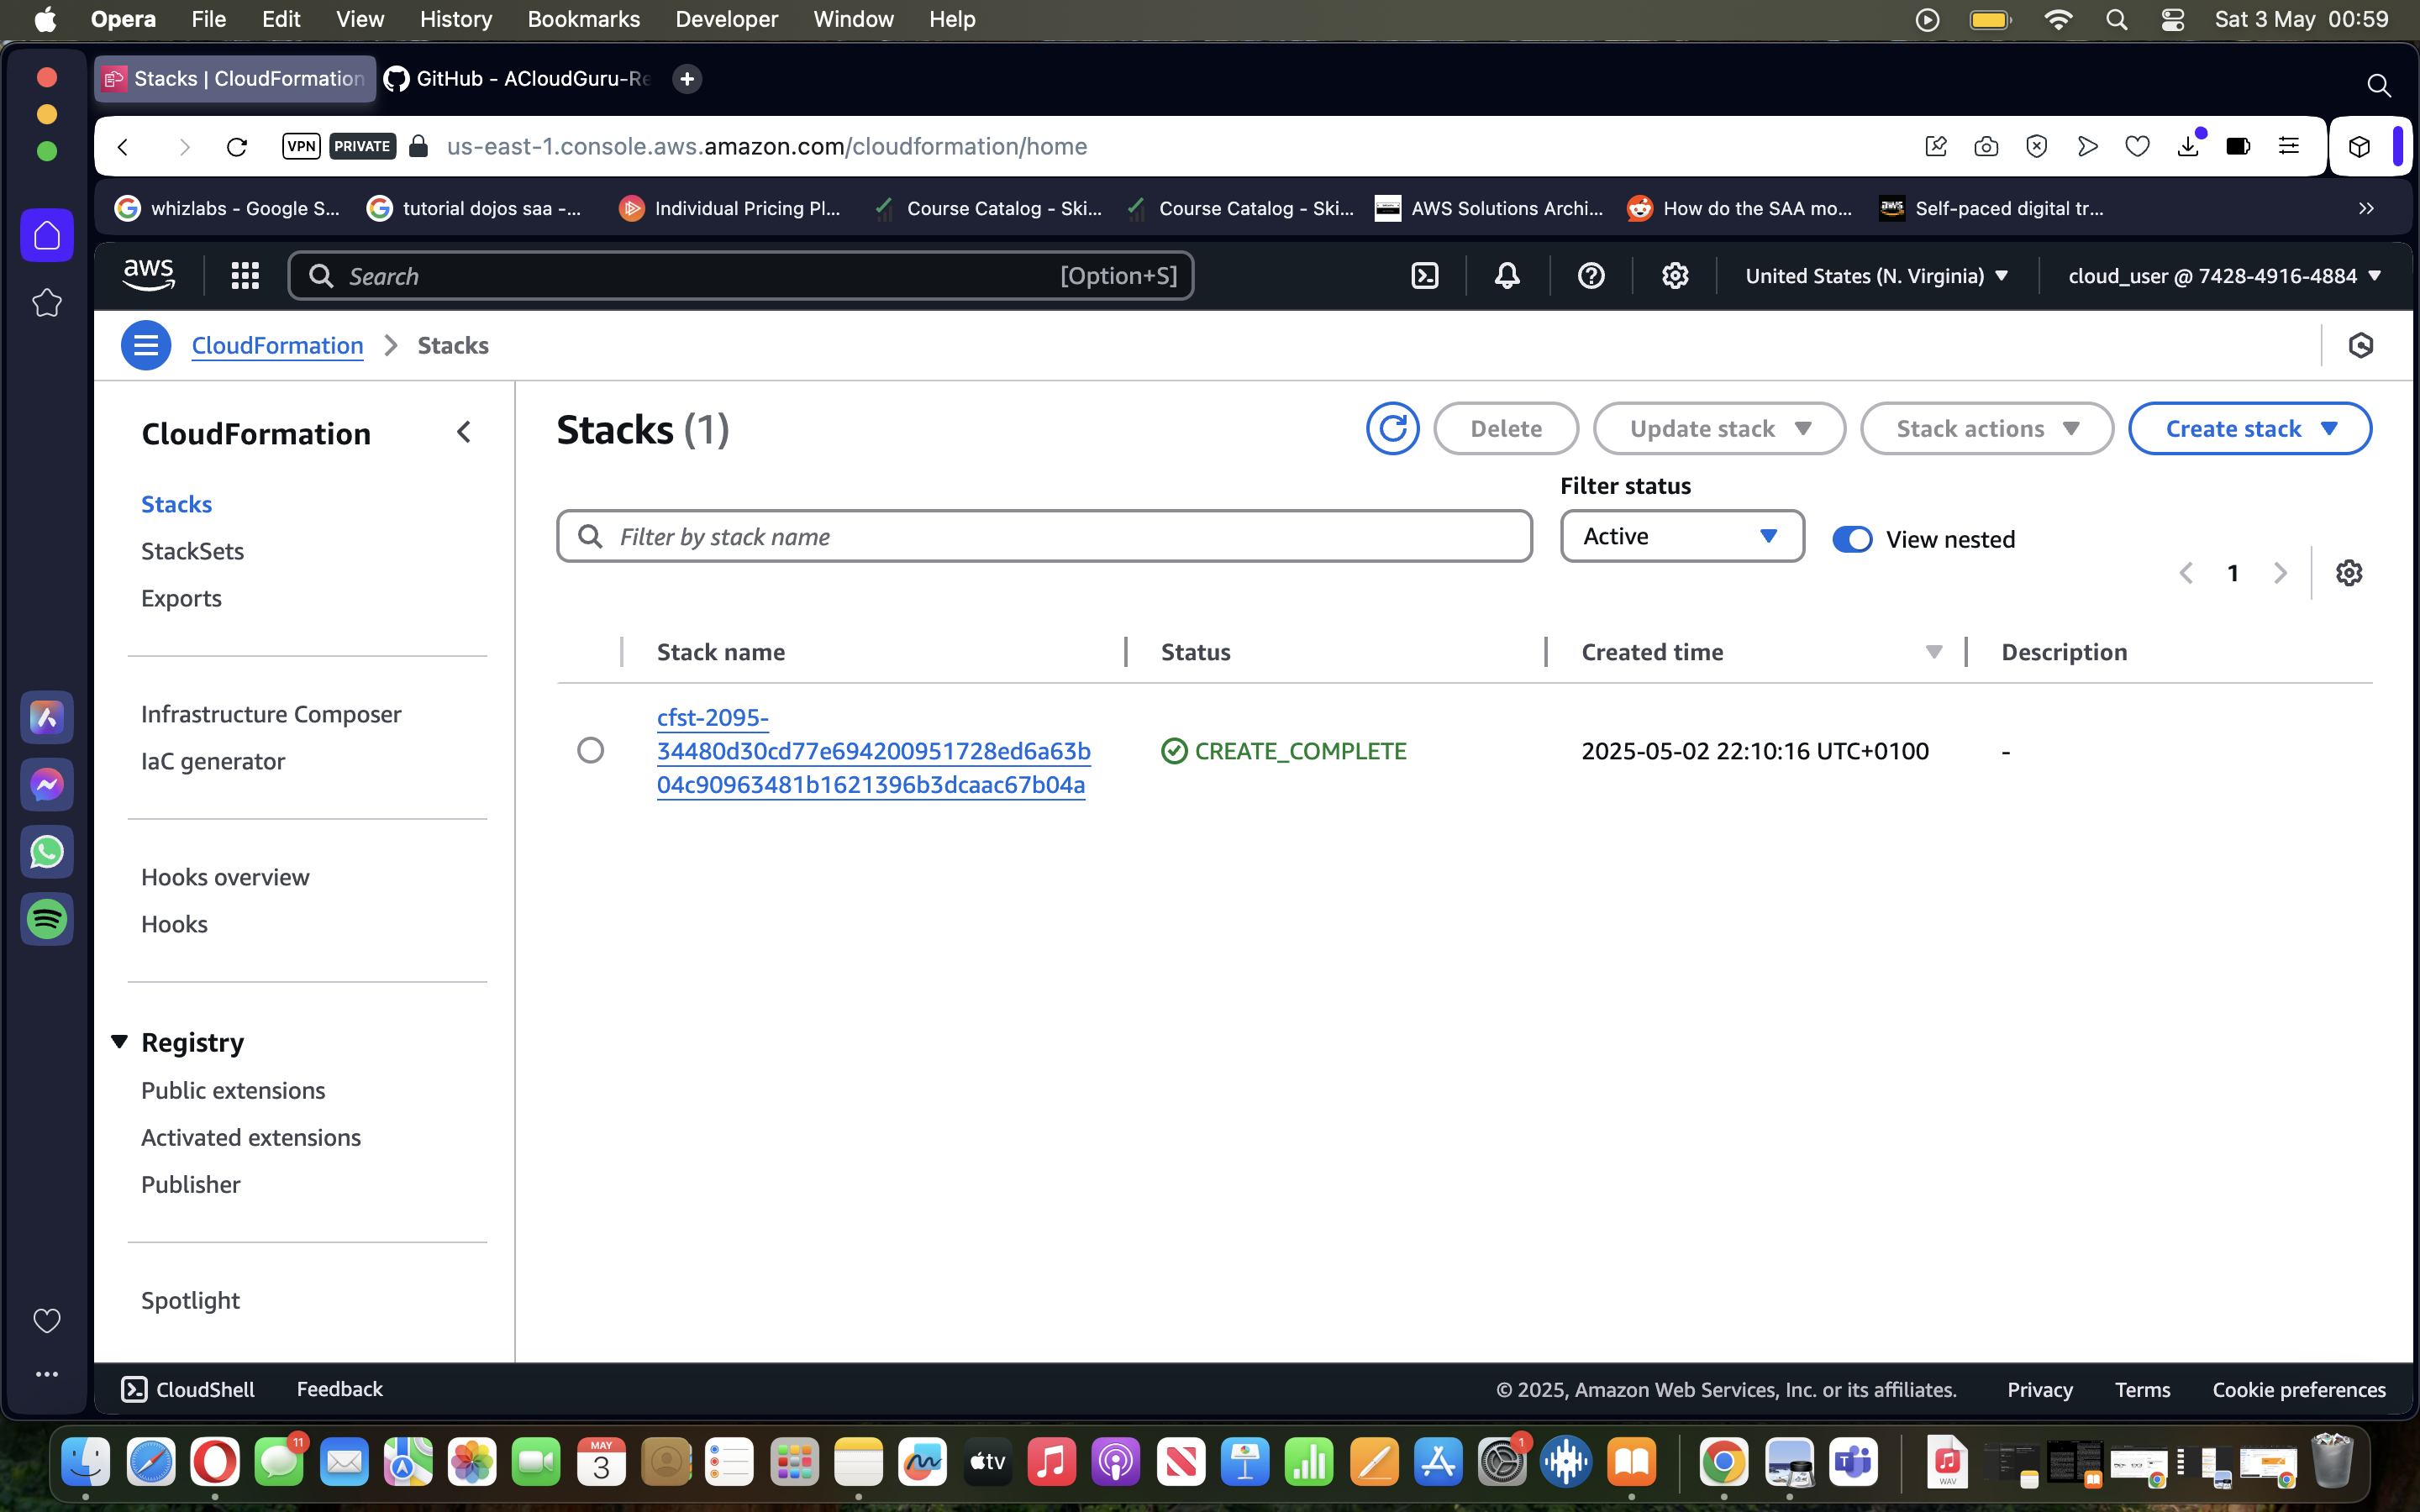 Opera File Edit View History Bookmarks Developer Window Help Sat 3 May 00:59
Stacks | CloudFormation GitHub - ACloudGuru-Re
VPN PRIVATE us-east-1.console.aws.amazon.com/cloudformation/home
whizlabs - Google S... tutorial dojos saa -... Individual Pricing Pl... Course Catalog - Ski... Course Catalog - Ski... AWS Solutions Archi... How do the SAA mo... aws Self-paced digital tr...
aws Search [Option+S] United States (N. Virginia) cloud_user @ 7428-4916-4884
CloudFormation Stacks
CloudFormation
Stacks
StackSets
Exports
Infrastructure Composer
IaC generator
Hooks overview
Hooks
Registry
Public extensions
Activated extensions
Publisher
Spotlight
Stacks (1) Delete Update stack Stack actions Create stack
Filter status
Filter by stack name Active View nested
1
Stack name Status Created time Description
cfst-2095-
34480d30cd77e694200951728ed6a63b CREATE_COMPLETE 2025-05-02 22:10:16 UTC+0100 -
04c90963481b1621396b3dcaac67b04a
CloudShell Feedback © 2025, Amazon Web Services, Inc. or its affiliates. Privacy Terms Cookie preferences
11 MAY 3 tv 1 WAV